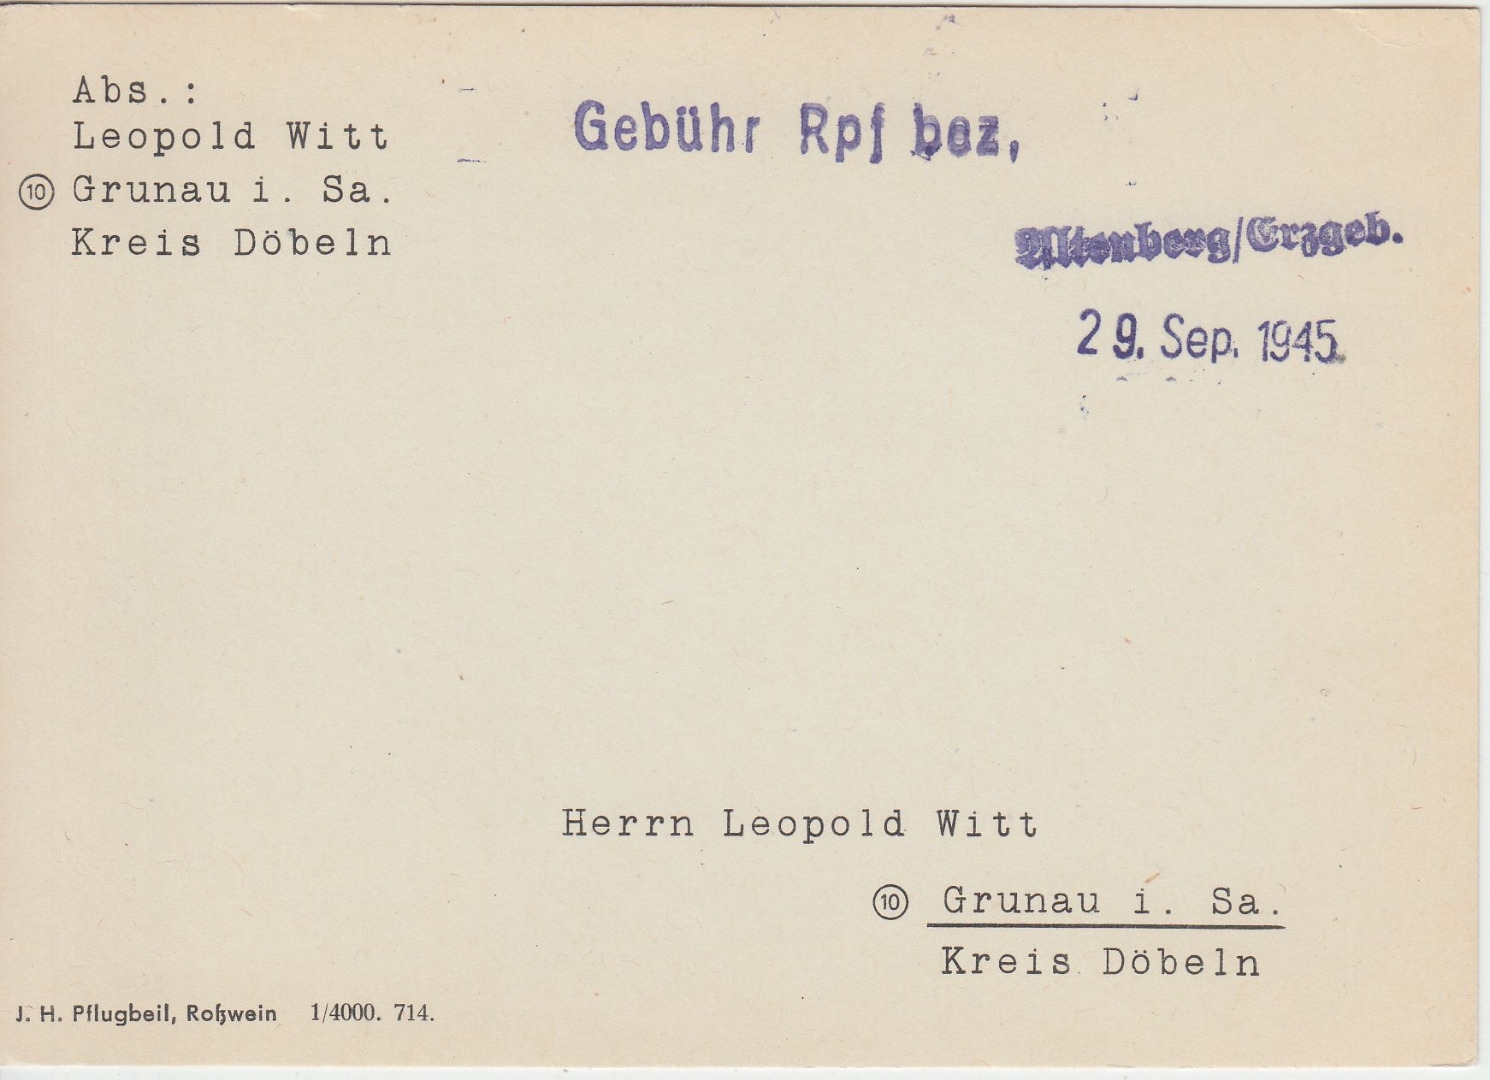 Abs.:
Leopold Witt
10 Grunau i. Sa.
Kreis Döbeln
Gebühr Rpf bez,
Altenberg/Erzgeb.
29. Sep. 1945
Herrn Leopold Witt
10 Grunau i. Sa.
Kreis Döbeln
J. H. Pflugbeil, Roßwein 1/4000. 714.